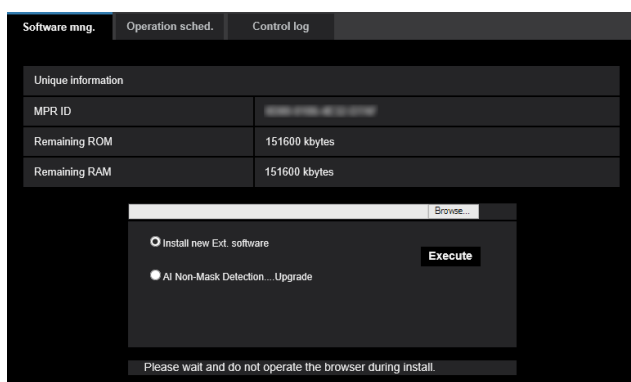 Software mng. Operation sched. Control log
Unique information
MPR ID
Remaining ROM 151600 kbytes
Remaining RAM 151600 kbytes
Browse...
Install new Ext. software
Execute
AI Non-Mask Detection....Upgrade
Please wait and do not operate the browser during install.